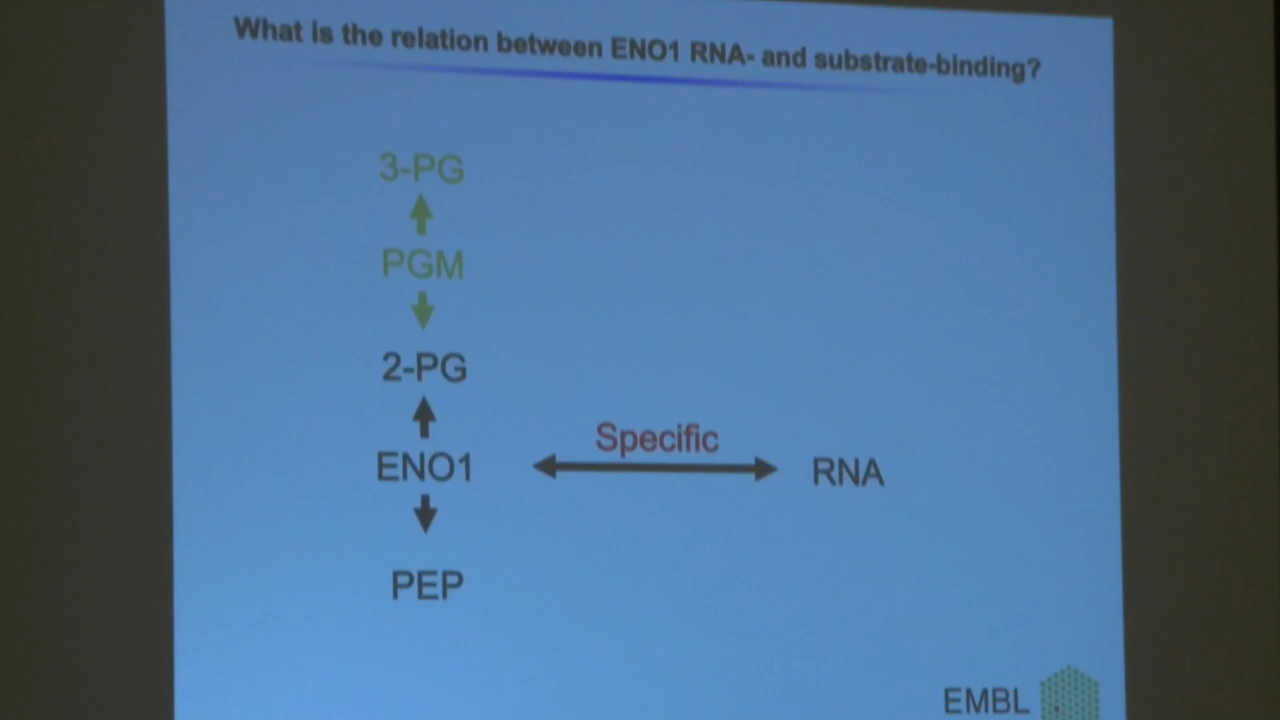 What is the relation between ENO1 RNA- and substrate-binding?
3-PG
PGM
2-PG
Specific
ENO1
RNA
PEP
EMBL